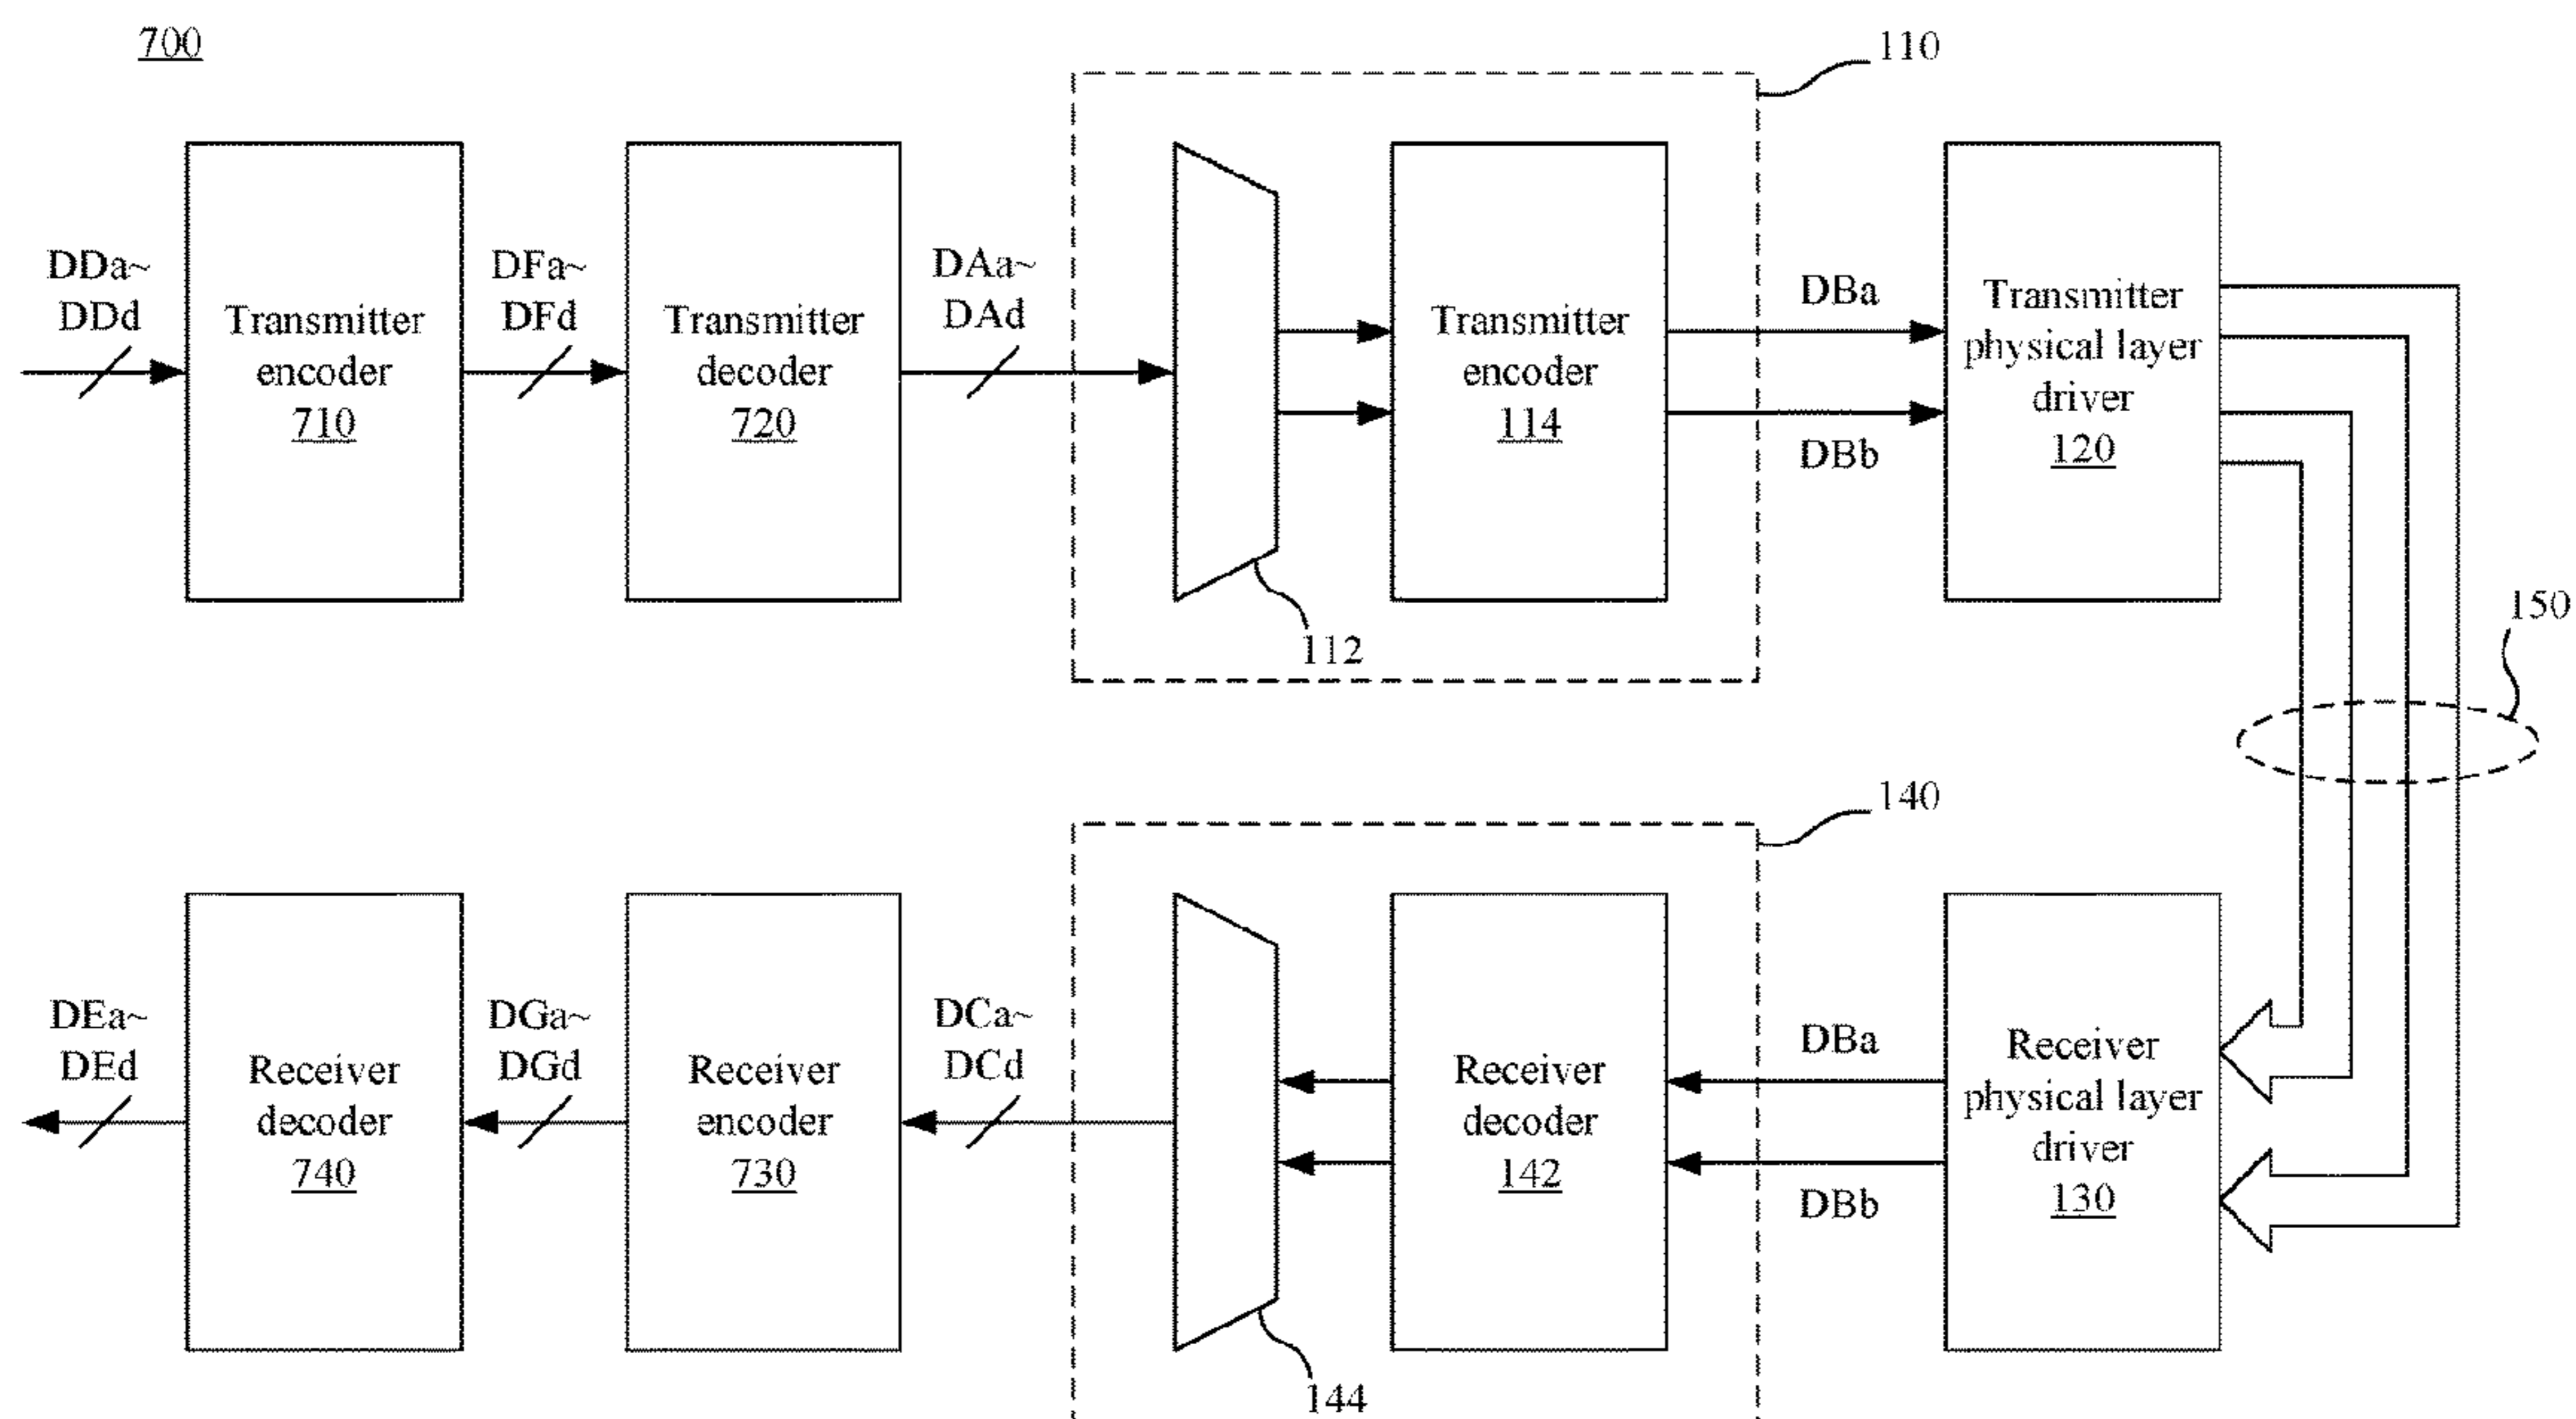 700
110
DDa~
DDd
Transmitter
encoder
710
DFa~
DFd
Transmitter
decoder
720
DAa~
DAd
112
Transmitter
encoder
114
DBa
DBb
Transmitter
physical layer
driver
120
150
140
DEa~
DEd
Receiver
decoder
740
DGa~
DGd
Receiver
encoder
730
DCa~
DCd
144
Receiver
decoder
142
DBa
DBb
Receiver
physical layer
driver
130